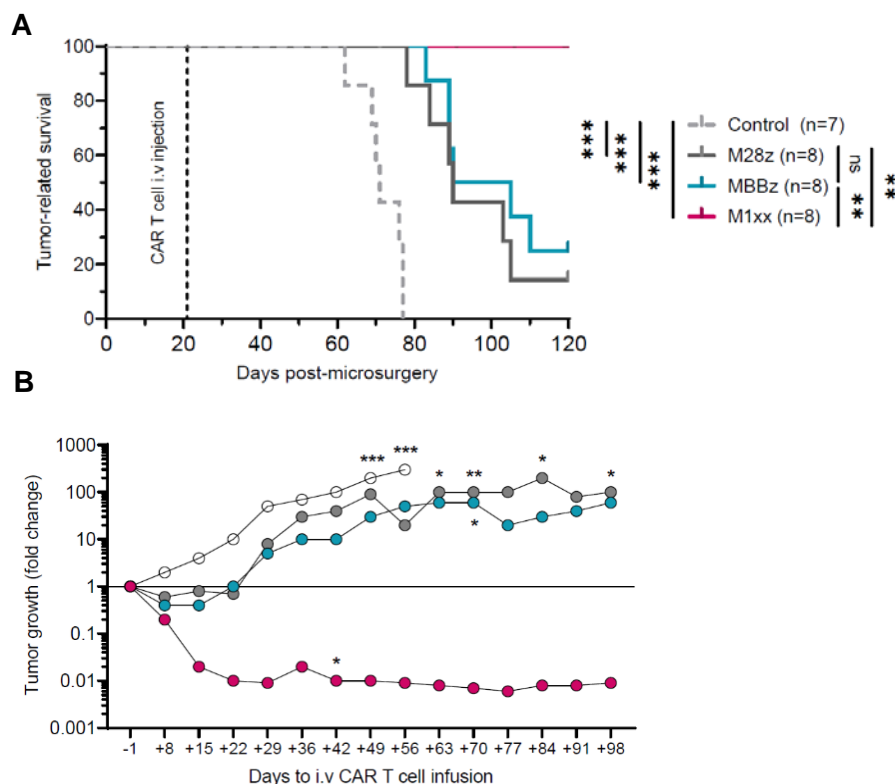 A
Tumor-related survival
100
80
60
40
20
0
CAR T cell i.v injection
0 20 40 60 80 100 120
Days post-microsurgery
***
***
***
Control (n=7)
M28z (n=8)
MBBz (n=8)
M1xx (n=8)
ns
**
**
B
Tumor growth (fold change)
1000
100
10
1
0.1
0.01
0.001
*** *** * ** * *
*
*
-1 +8 +15 +22 +29 +36 +42 +49 +56 +63 +70 +77 +84 +91 +98
Days to i.v CAR T cell infusion